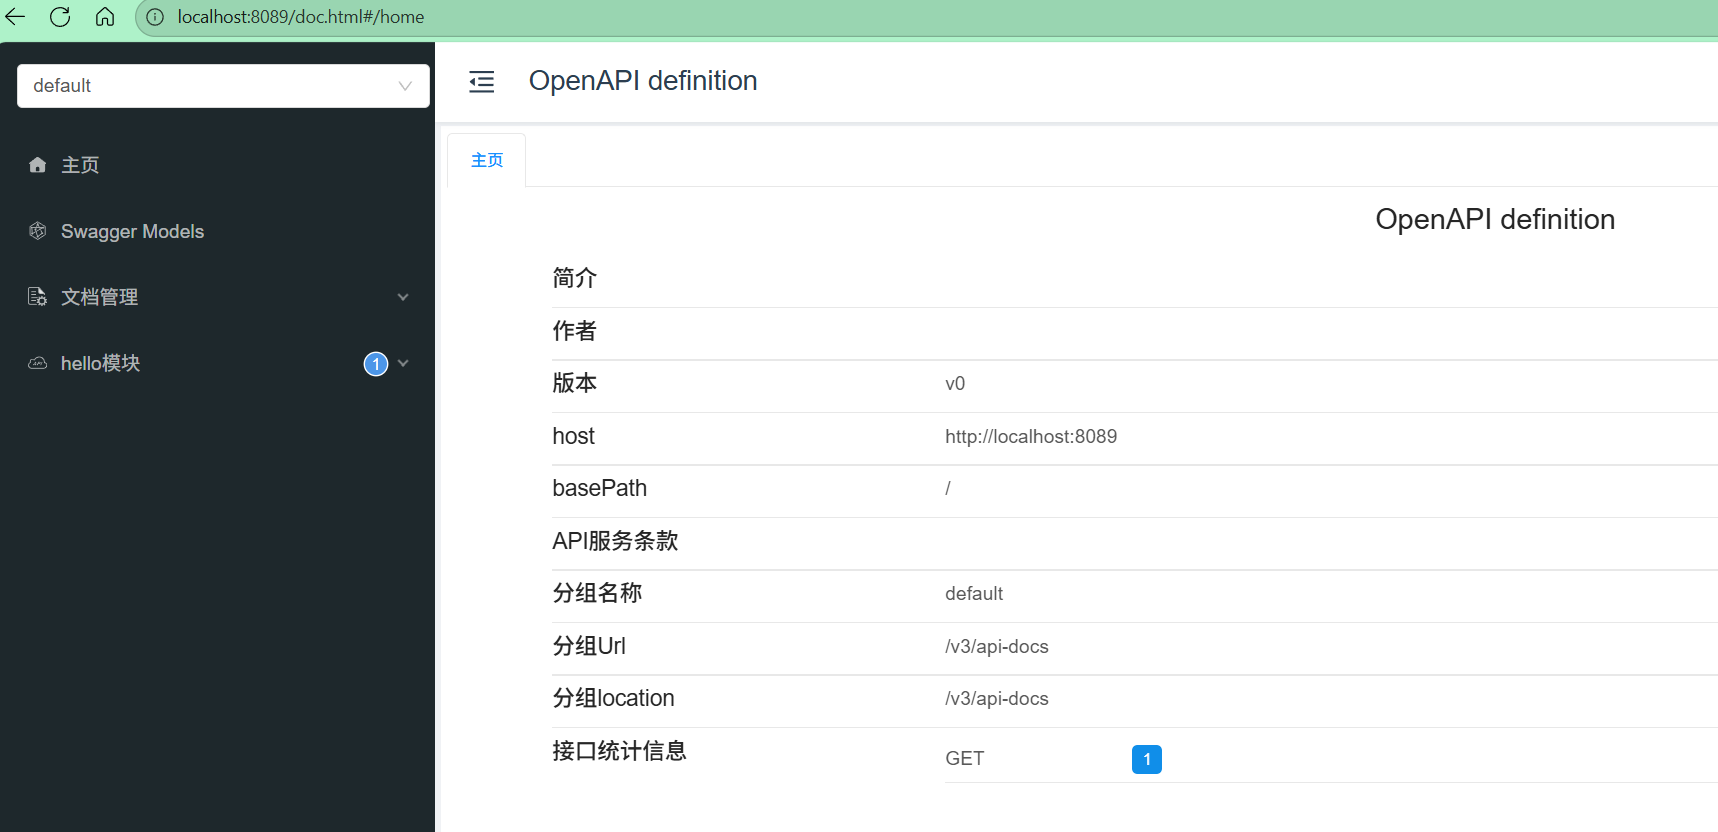 localhost:8089/doc.html#/home
default
OpenAPI definition
主页
主页
Swagger Models
文档管理
hello模块 1
OpenAPI definition
简介
作者
版本 v0
host http://localhost:8089
basePath /
API服务条款
分组名称 default
分组Url /v3/api-docs
分组location /v3/api-docs
接口统计信息 GET 1